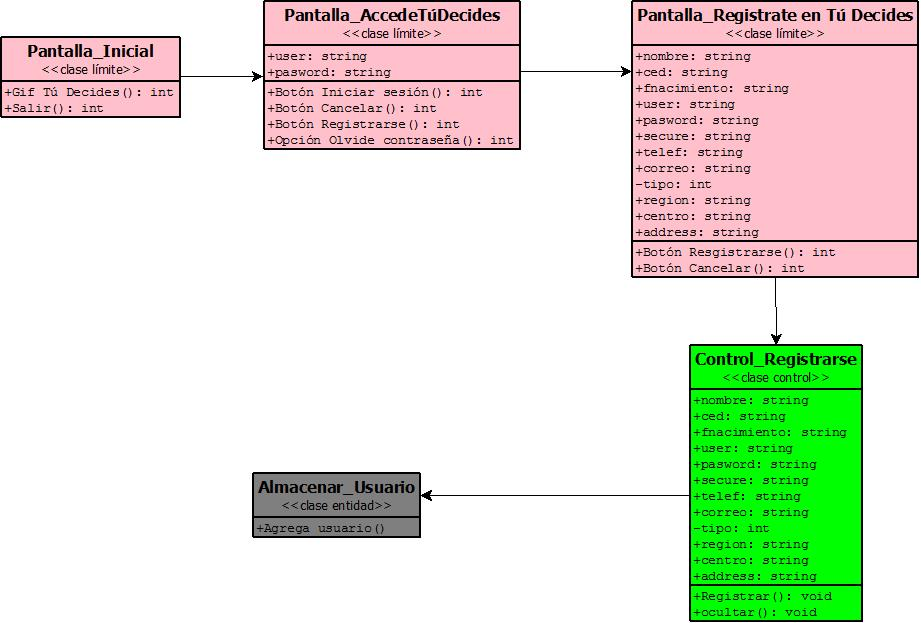 Pantalla_Inicial
<<clase límite>>
+Gif Tú Decides(): int
+Salir(): int
Pantalla_AccedeTúDecides
<<clase límite>>
+user: string
+pasword: string
+Botón Iniciar sesión(): int
+Botón Cancelar(): int
+Botón Registrarse(): int
+Opción Olvide contraseña(): int
Pantalla_Registrate en Tú Decides
<<clase límite>>
+nombre: string
+ced: string
+fnacimiento: string
+user: string
+pasword: string
+secure: string
+telef: string
+correo: string
-tipo: int
+region: string
+centro: string
+address: string
+Botón Resgistrarse(): int
+Botón Cancelar(): int
Control_Registrarse
<<clase control>>
+nombre: string
+ced: string
+fnacimiento: string
+user: string
+pasword: string
+secure: string
+telef: string
+correo: string
-tipo: int
+region: string
+centro: string
+address: string
+Registrar(): void
+ocultar(): void
Almacenar_Usuario
<<clase entidad>>
+Agrega usuario()